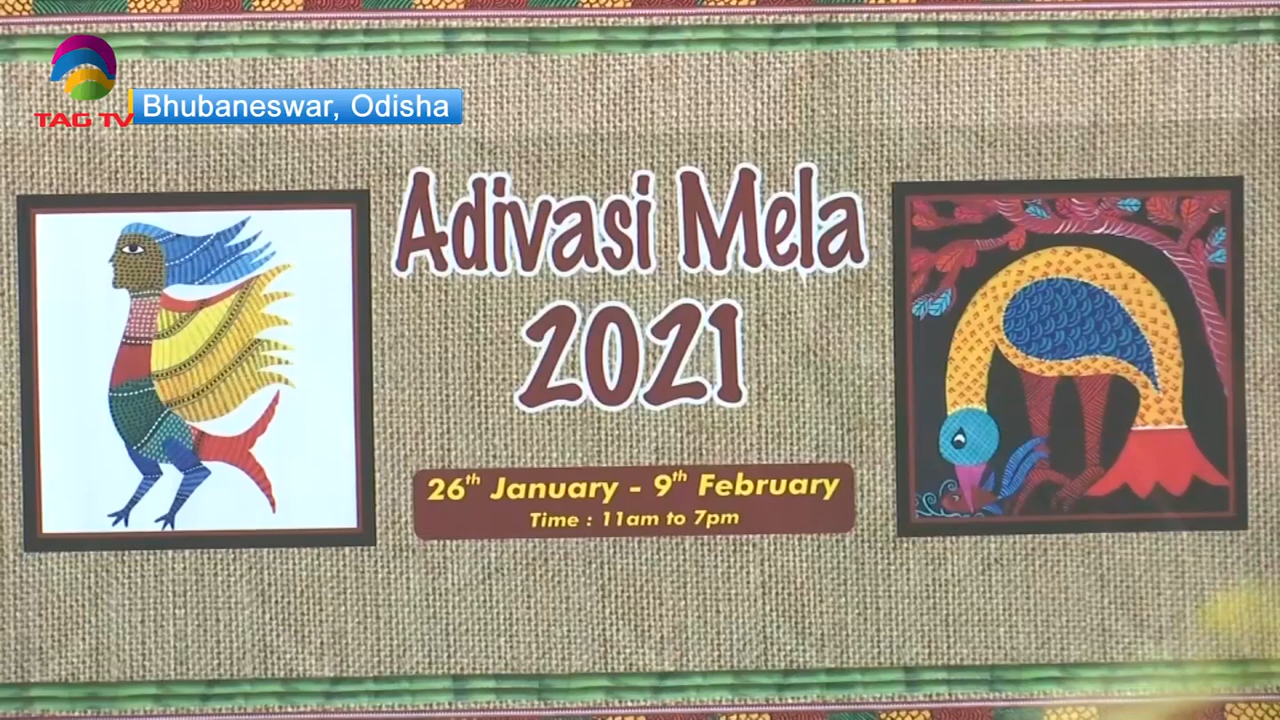 TAG TV
Bhubaneswar, Odisha
Adivasi Mela
2021
26th January - 9th February
Time : 11am to 7pm